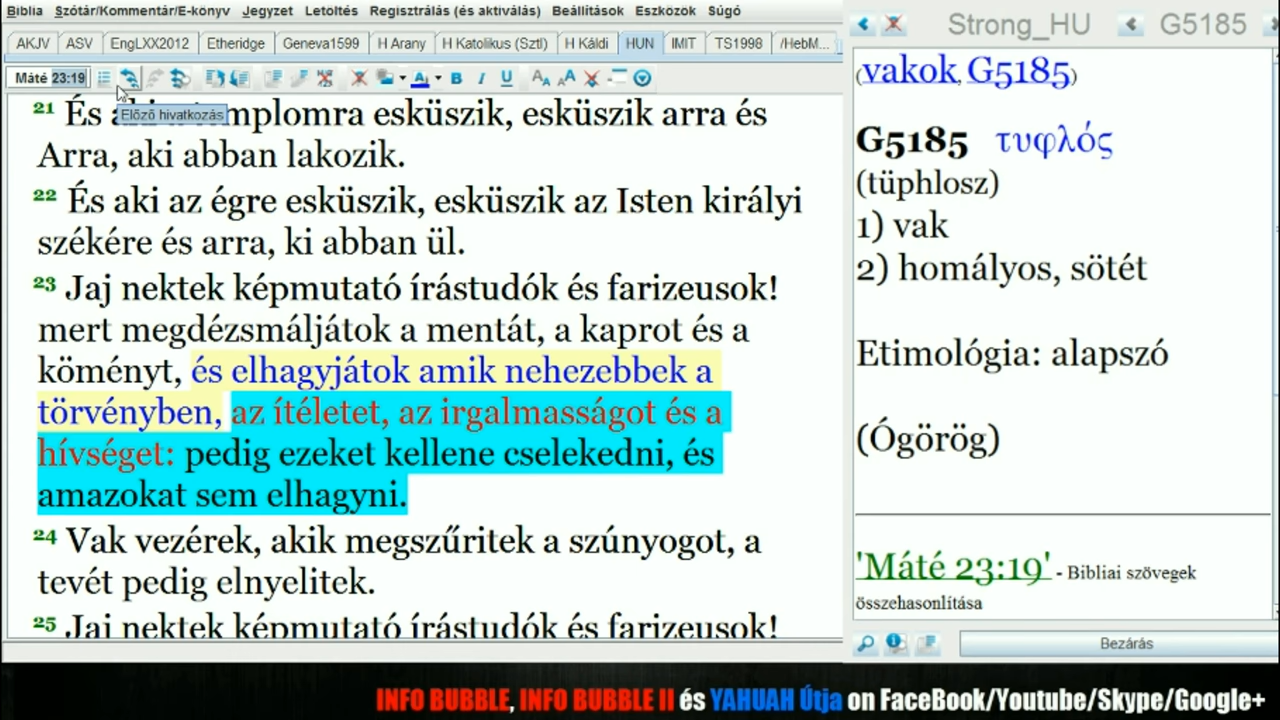 Biblia Szótár/Kommentár/E-könyv Jegyzet Letöltés Regisztrálás (és aktiválás) Beállítások Eszközök Súgó
AKJV ASV EngLXX2012 Etheridge Geneva1599 H Arany H Katolikus (Sztl) H Káldi HUN IMIT TS1998 /HebM...
Máté 23:19
Előző hivatkozás
21 És templomra esküszik, esküszik arra és
Arra, aki abban lakozik.
22 És aki az égre esküszik, esküszik az Isten királyi
székére és arra, ki abban ül.
23 Jaj nektek képmutató írástudók és farizeusok!
mert megdézsmáljátok a mentát, a kaprot és a
köményt, és elhagyjátok amik nehezebbek a
törvényben, az ítéletet, az irgalmasságot és a
hívséget: pedig ezeket kellene cselekedni, és
amazokat sem elhagyni.
24 Vak vezérek, akik megszűritek a szúnyogot, a
tevét pedig elnyelitek.
25 Jaj nektek képmutató írástudók és farizeusok!
Strong_HU G5185
(vakok, G5185)
G5185 τυφλός
(tüphlosz)
1) vak
2) homályos, sötét
Etimológia: alapszó
(Ógörög)
'Máté 23:19' - Bibliai szövegek
összehasonlítása
Bezárás
INFO BUBBLE, INFO BUBBLE II és YAHUAH Útja on FaceBook/Youtube/Skype/Google+